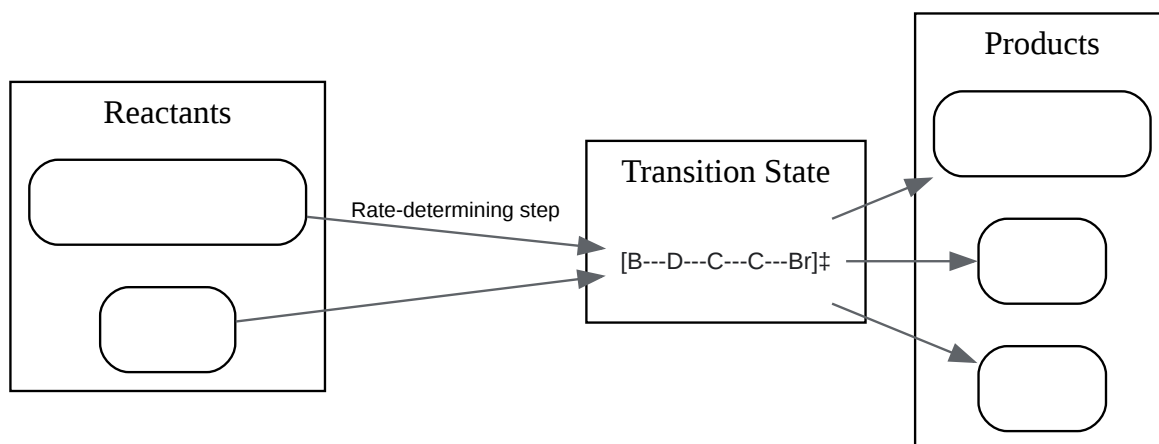 Products
Reactants
Transition State
Rate-determining step
[B---D---C---C---Br]‡